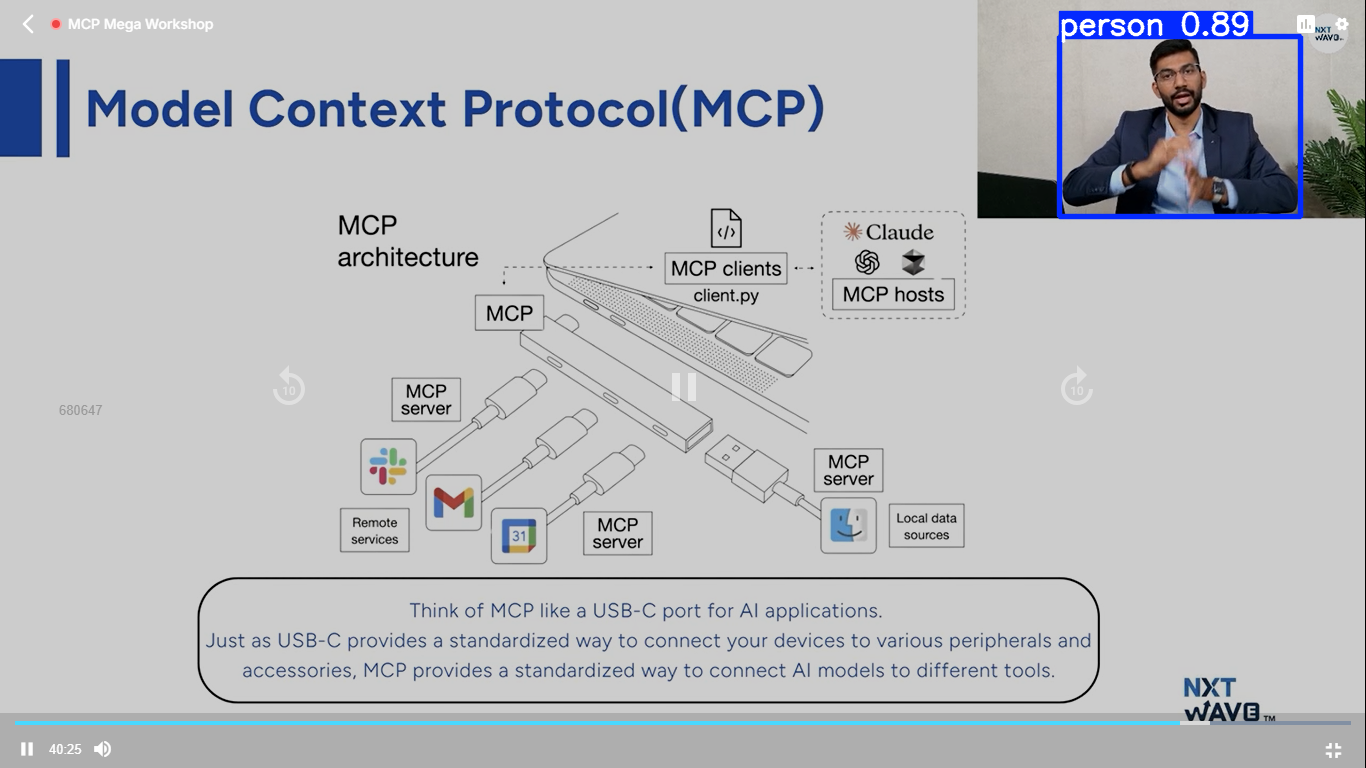 MCP Mega Workshop
person 0.89
NXT
WAVE
Model Context Protocol(MCP)
MCP
architecture
MCP clients
client.py
Claude
MCP hosts
MCP
MCP
server
10
10
680647
MCP
server
31
Remote
services
MCP
server
Local data
sources
Think of MCP like a USB-C port for AI applications.
Just as USB-C provides a standardized way to connect your devices to various peripherals and
accessories, MCP provides a standardized way to connect AI models to different tools.
NXT
WAVE TM
40:25